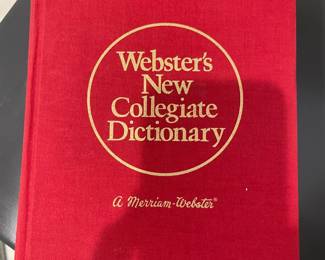 Webster's
New
Collegiate
Dictionary
A Merriam-Webster®